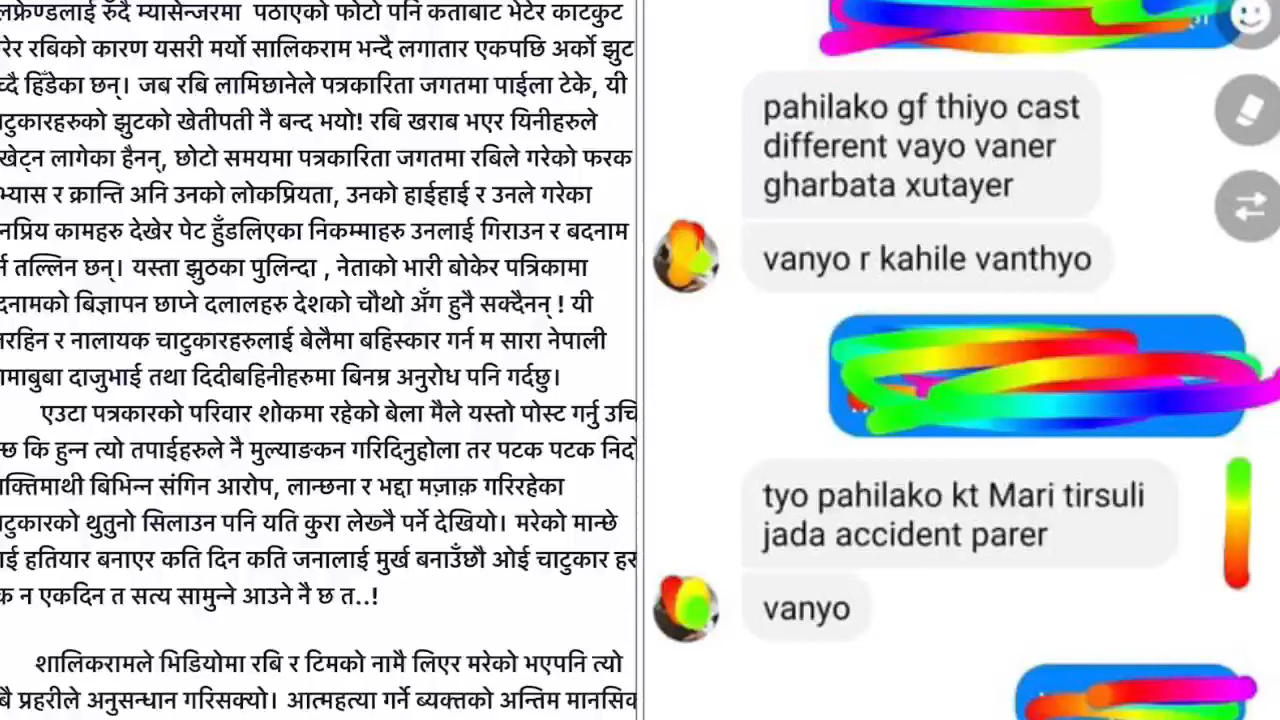 लफ्रेण्डलाई रुँदै म्यासेन्जरमा पठाएको फोटो पनि कताबाट भेटेर काटकुट
रेर रबिको कारण यसरी मर्यो सालिकराम भन्दै लगातार एकपछि अर्को झुट
च्दै हिँडेका छन्। जब रबि लामिछानेले पत्रकारिता जगतमा पाईला टेके, यी
ाटुकारहरुको झुटको खेतीपती नै बन्द भयो! रबि खराब भएर यिनीहरुले
खेट्न लागेका हैनन्, छोटो समयमा पत्रकारिता जगतमा रबिले गरेको फरक
भ्यास र क्रान्ति अनि उनको लोकप्रियता, उनको हाईहाई र उनले गरेका
नप्रिय कामहरु देखेर पेट हुँडलिएका निकम्माहरु उनलाई गिराउन र बदनाम
र्न तल्लिन छन्। यस्ता झुठका पुलिन्दा , नेताको भारी बोकेर पत्रिकामा
दनामको बिज्ञापन छाप्ने दलालहरु देशको चौथो अँग हुनै सक्दैनन् ! यी
तरहिन र नालायक चाटुकारहरुलाई बेलैमा बहिस्कार गर्न म सारा नेपाली
ामाबुबा दाजुभाई तथा दिदीबहिनीहरुमा बिनम्र अनुरोध पनि गर्दछु।
एउटा पत्रकारको परिवार शोकमा रहेको बेला मैले यस्तो पोस्ट गर्नु उचि
न्छ कि हुन्न त्यो तपाईहरुले नै मुल्याङकन गरिदिनुहोला तर पटक पटक निर्दो
यक्तिमाथी बिभिन्न संगिन आरोप, लान्छना र भद्दा मज़ाक़ गरिरहेका
ाटुकारको थुतुनो सिलाउन पनि यति कुरा लेख्नै पर्ने देखियो। मरेको मान्छे
ाई हतियार बनाएर कति दिन कति जनालाई मुर्ख बनाउँछौ ओई चाटुकार हरु
क न एकदिन त सत्य सामुन्ने आउने नै छ त..!
शालिकरामले भिडियोमा रबि र टिमको नामै लिएर मरेको भएपनि त्यो
बै प्रहरीले अनुसन्धान गरिसक्यो। आत्महत्या गर्ने ब्यक्तको अन्तिम मानसिक
pahilako gf thiyo cast
different vayo vaner
gharbata xutayer
vanyo r kahile vanthyo
tyo pahilako kt Mari tirsuli
jada accident parer
vanyo